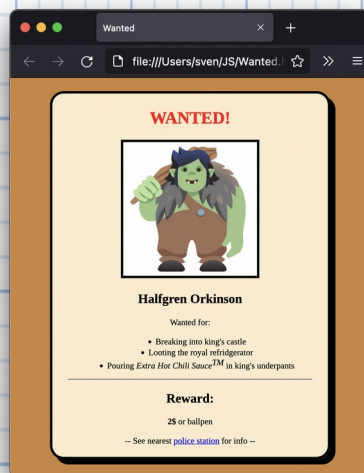 Wanted
file:///Users/sven/JS/Wanted.
WANTED!
Halfgren Orkinson
Wanted for:
Breaking into king's castle
Looting the royal refridgerator
Pouring Extra Hot Chili Sauce™ in king's underpants
Reward:
2$ or ballpen
-- See nearest police station for info --